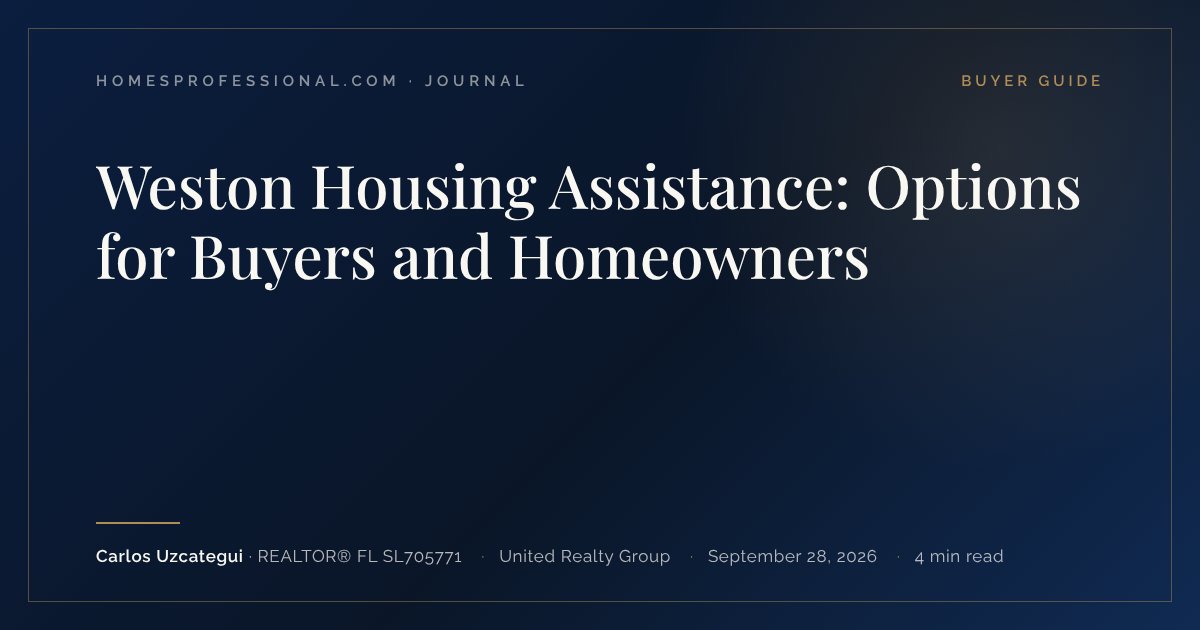 HOMESPROFESSIONAL.COM · JOURNAL
BUYER GUIDE
Weston Housing Assistance: Options
for Buyers and Homeowners
Carlos Uzcategui · REALTOR® FL SL705771 · United Realty Group · September 28, 2026 · 4 min read